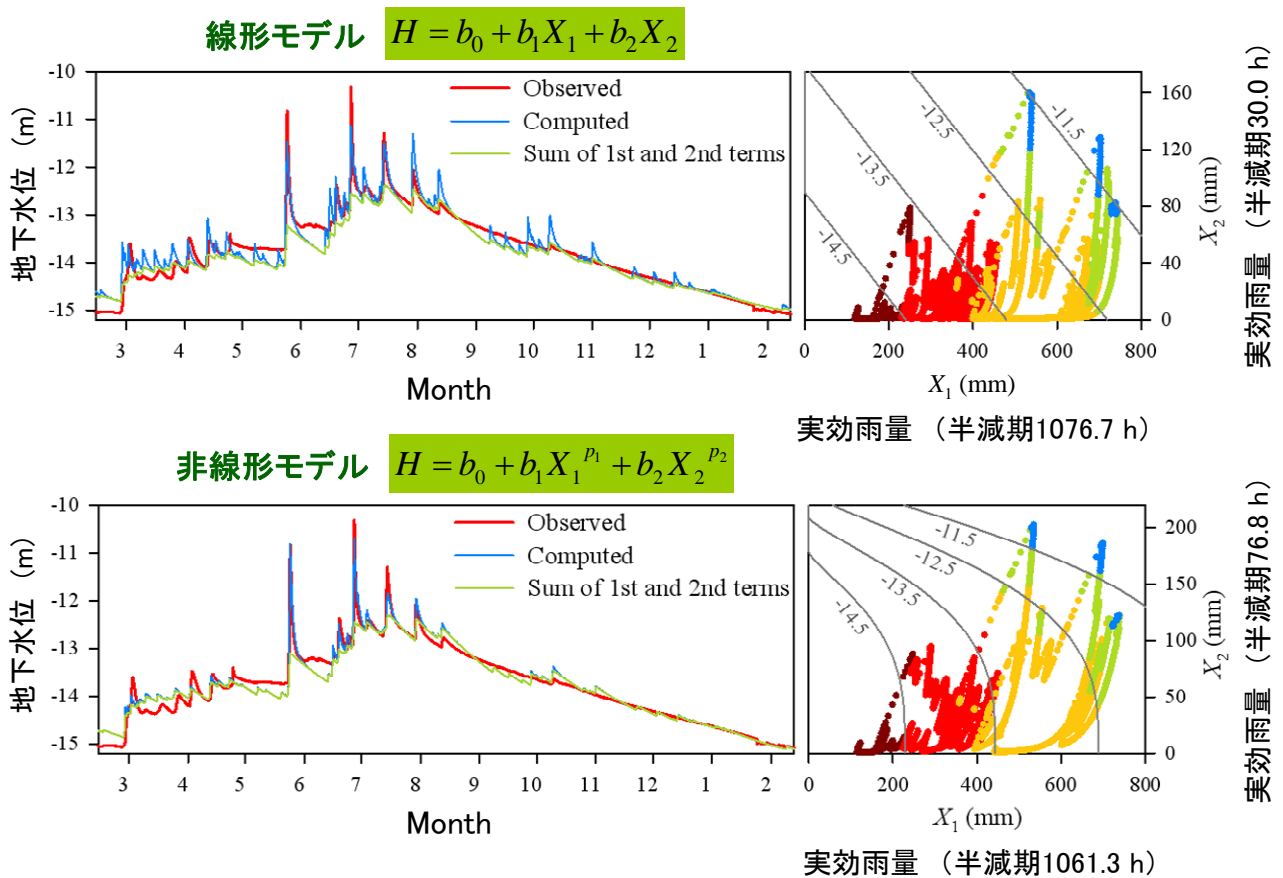 線形モデル H = b₀ + b₁X₁ + b₂X₂
地下水位 (m)
-10
-11
-12
-13
-14
-15
Observed
Computed
Sum of 1st and 2nd terms
3 4 5 6 7 8 9 10 11 12 1 2
Month
-14.5
-13.5
-12.5
-11.5
160
120
80
40
0
0 200 400 600 800
X₁ (mm)
X₂ (mm)
実効雨量 (半減期30.0 h)
実効雨量 (半減期1076.7 h)
非線形モデル H = b₀ + b₁X₁^p₁ + b₂X₂^p₂
地下水位 (m)
-10
-11
-12
-13
-14
-15
Observed
Computed
Sum of 1st and 2nd terms
3 4 5 6 7 8 9 10 11 12 1 2
Month
-14.5
-13.5
-12.5
-11.5
200
150
100
50
0
0 200 400 600 800
X₁ (mm)
X₂ (mm)
実効雨量 (半減期76.8 h)
実効雨量 (半減期1061.3 h)